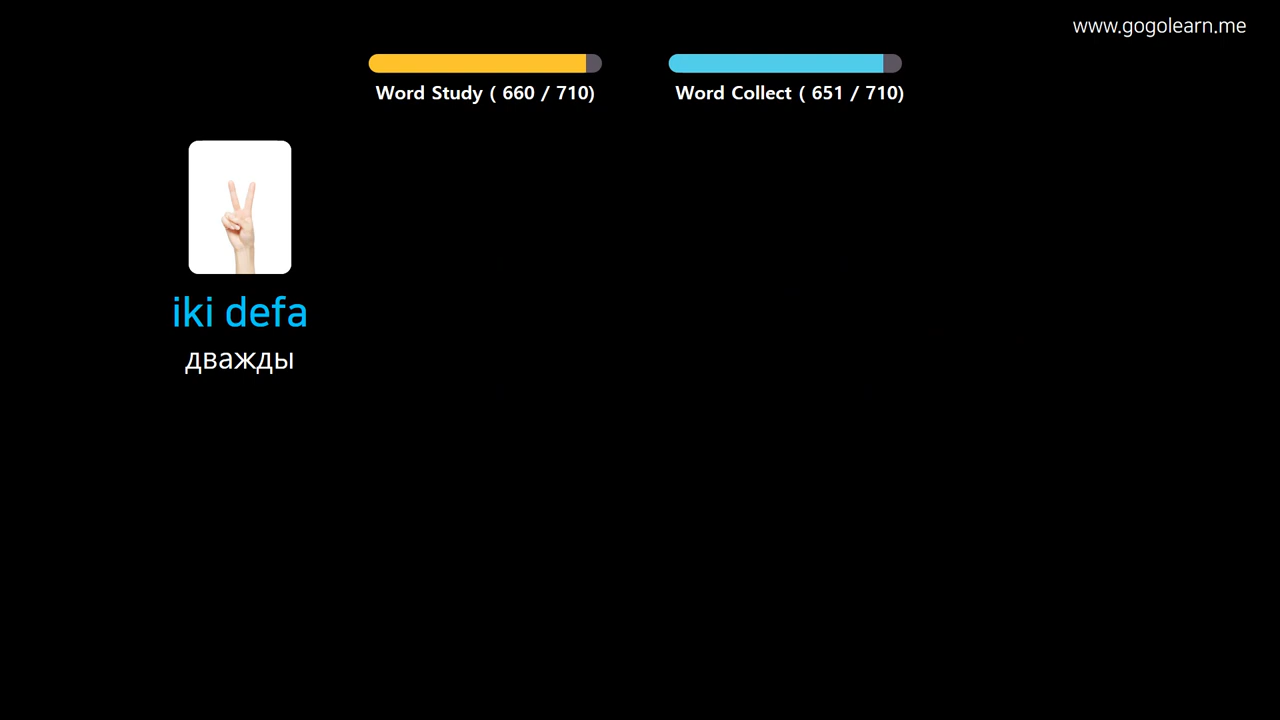 www.gogolearn.me
Word Study ( 660 / 710)
Word Collect ( 651 / 710)
iki defa
дважды